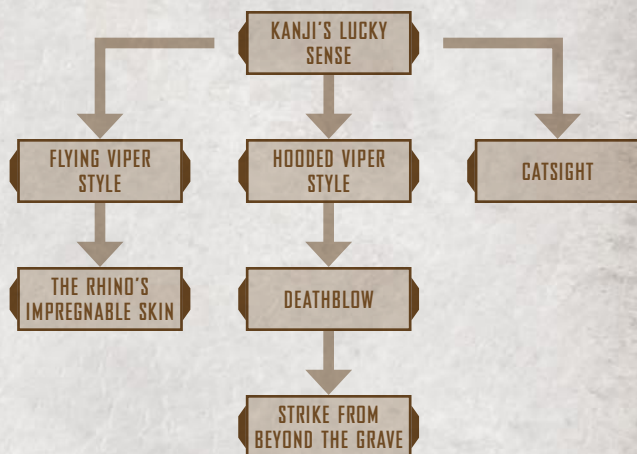 KANJI'S LUCKY
SENSE
FLYING VIPER
STYLE
HOODED VIPER
STYLE
CATSIGHT
THE RHINO'S
IMPREGNABLE SKIN
DEATHBLOW
STRIKE FROM
BEYOND THE GRAVE